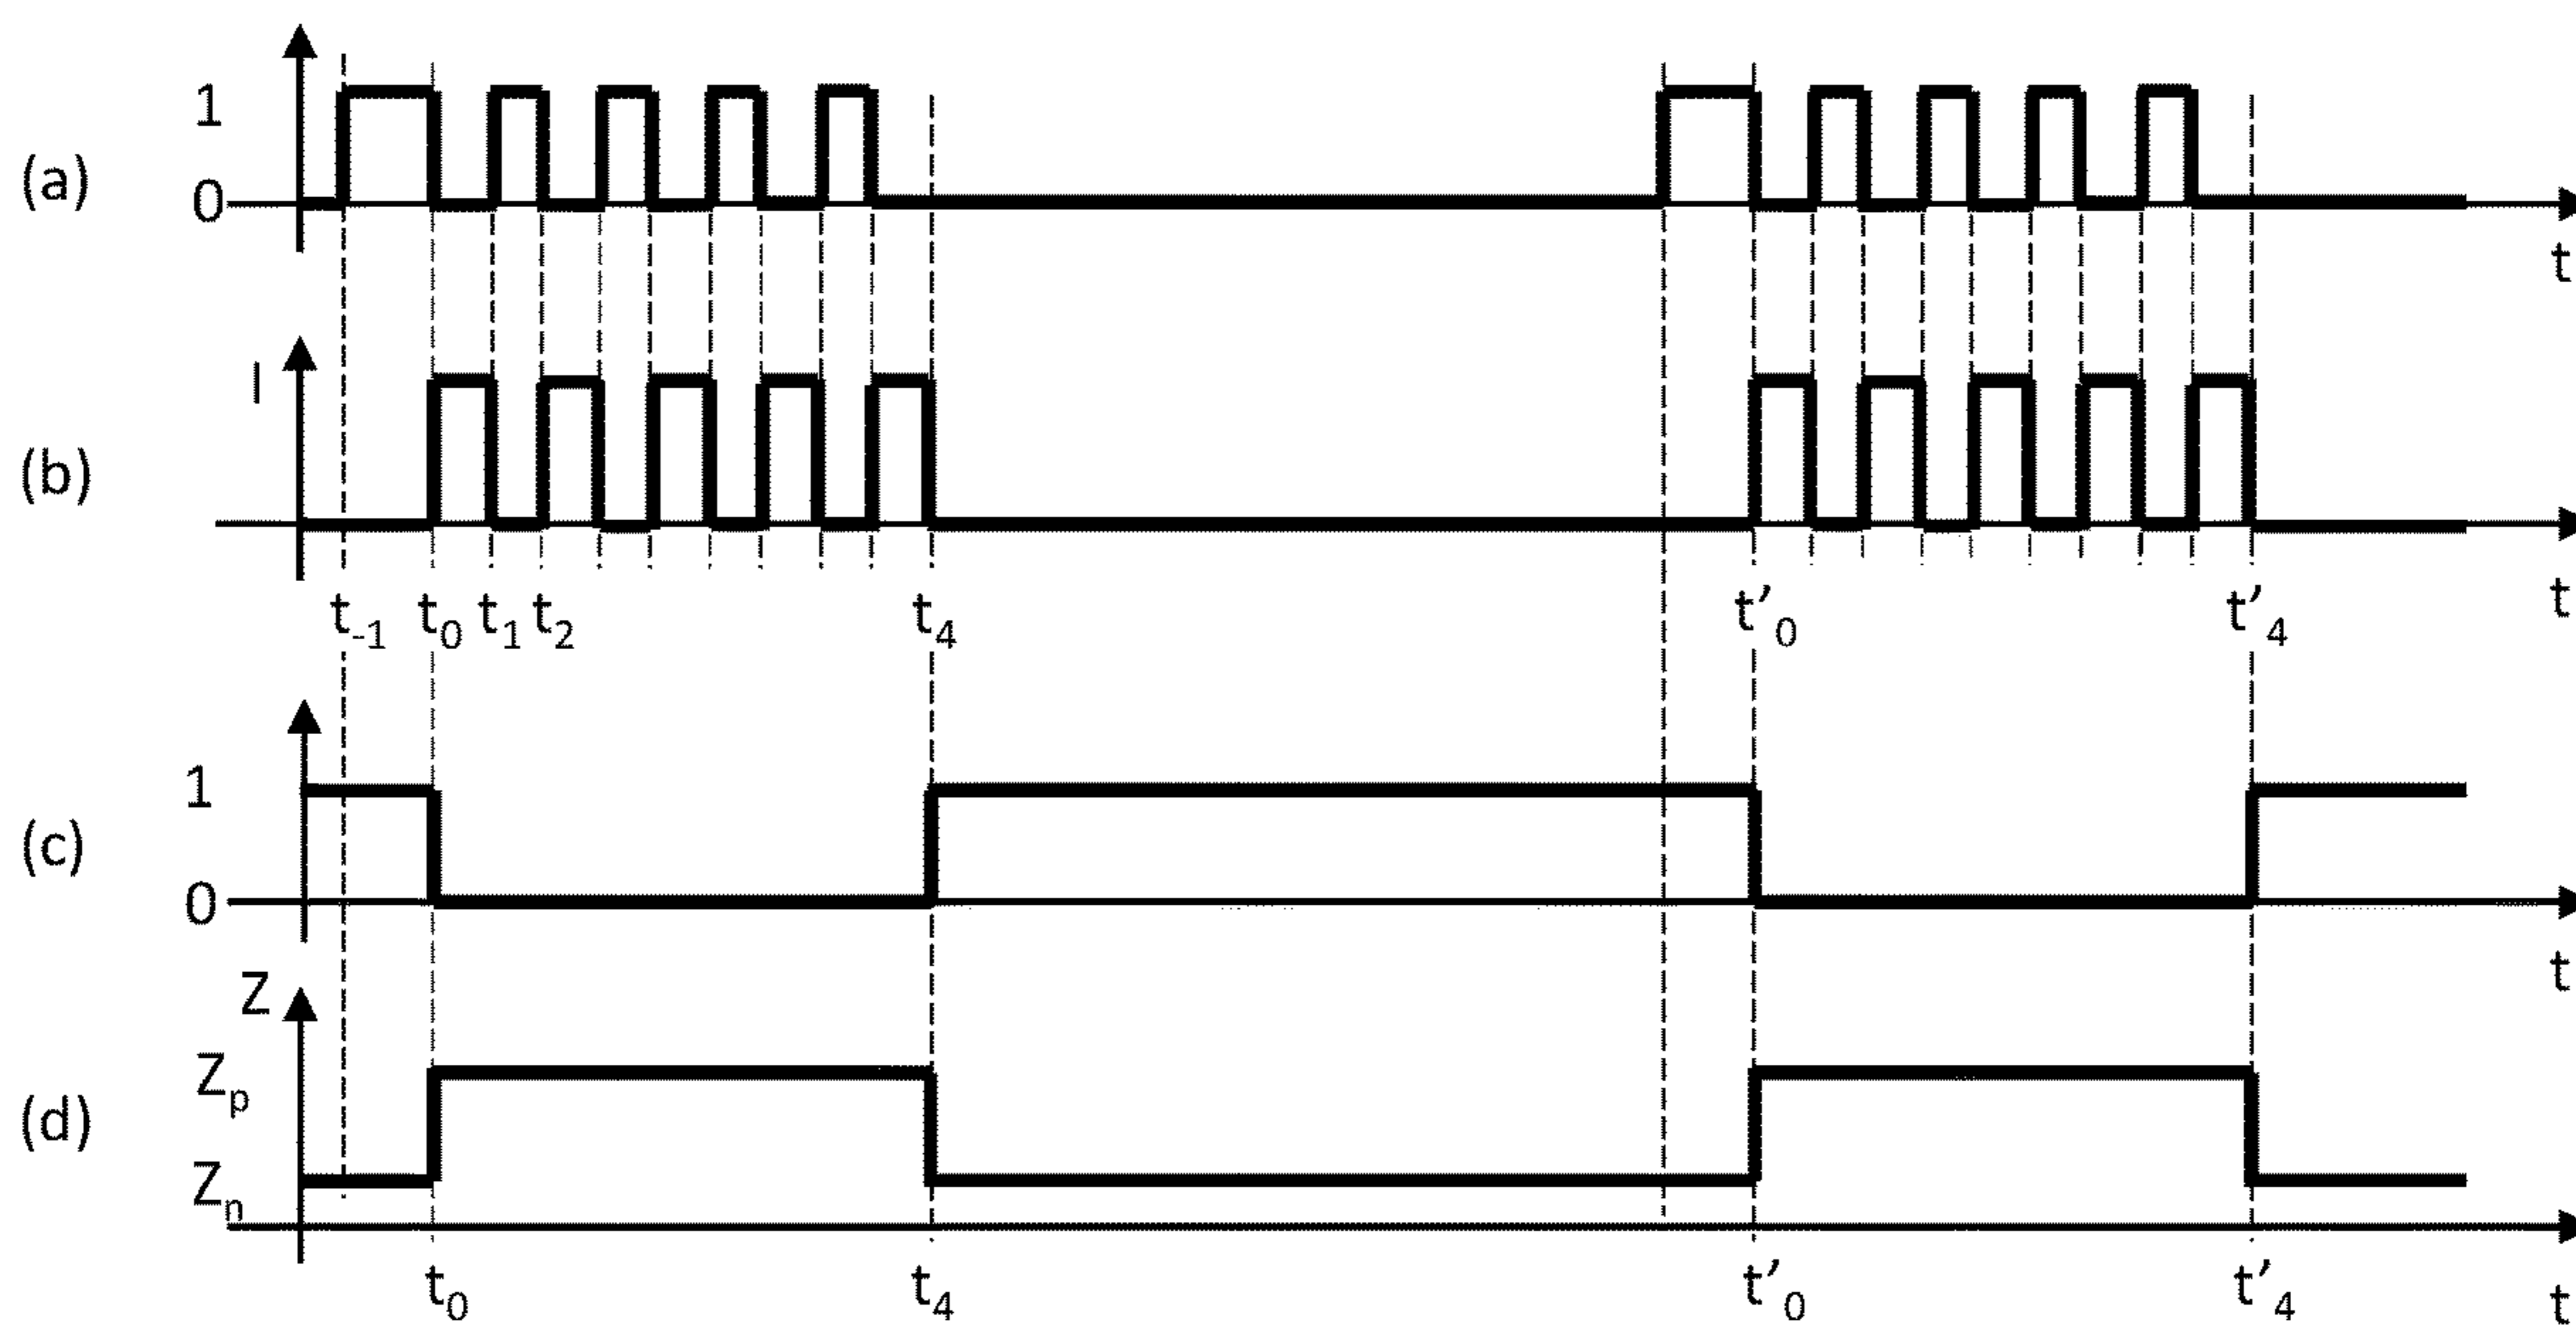 1
(a)
0
t
I
(b)
t₋₁ t₀ t₁ t₂ t₄ t’₀ t’₄ t
1
(c)
0
t
Z
Zₚ
(d)
Zₙ
t₀ t₄ t’₀ t’₄ t